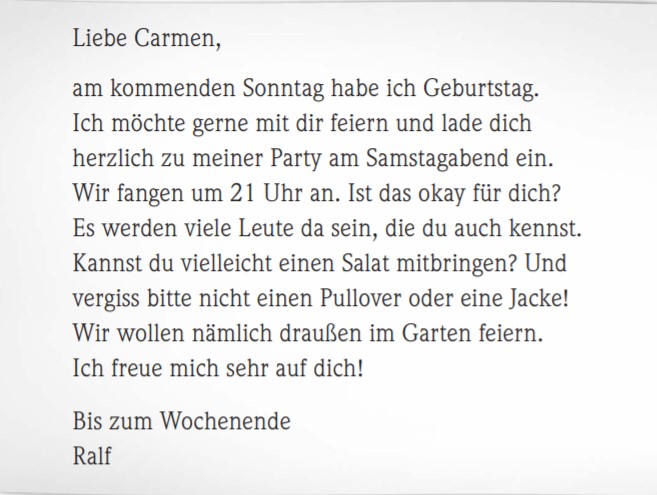 Liebe Carmen,
am kommenden Sonntag habe ich Geburtstag.
Ich möchte gerne mit dir feiern und lade dich
herzlich zu meiner Party am Samstagabend ein.
Wir fangen um 21 Uhr an. Ist das okay für dich?
Es werden viele Leute da sein, die du auch kennst.
Kannst du vielleicht einen Salat mitbringen? Und
vergiss bitte nicht einen Pullover oder eine Jacke!
Wir wollen nämlich draußen im Garten feiern.
Ich freue mich sehr auf dich!
Bis zum Wochenende
Ralf